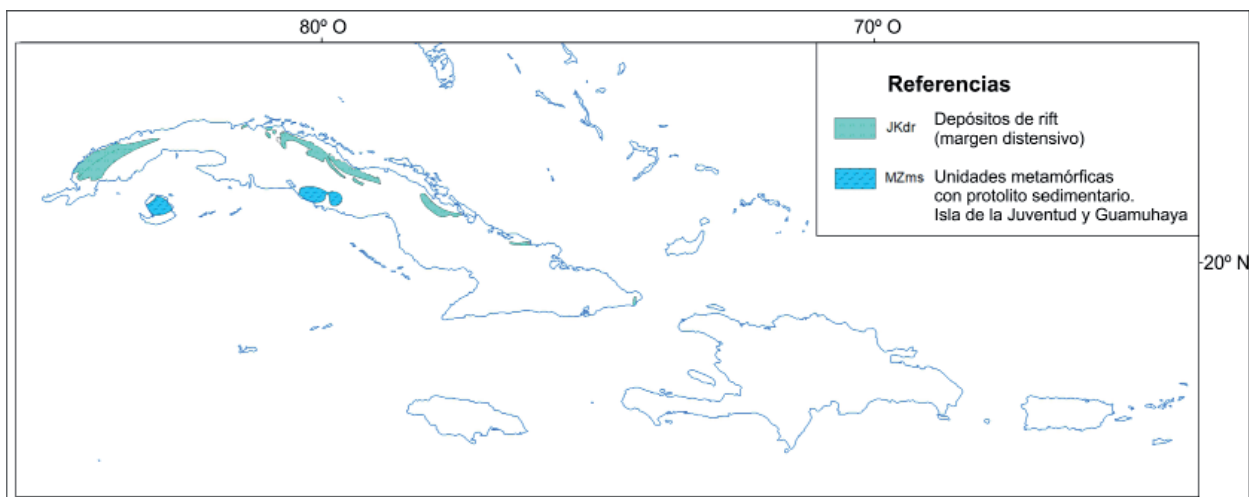 80º O
70º O
Referencias
JKdr
Depósitos de rift
(margen distensivo)
MZms
Unidades metamórficas
con protolito sedimentario.
Isla de la Juventud y Guamuhaya
20º N